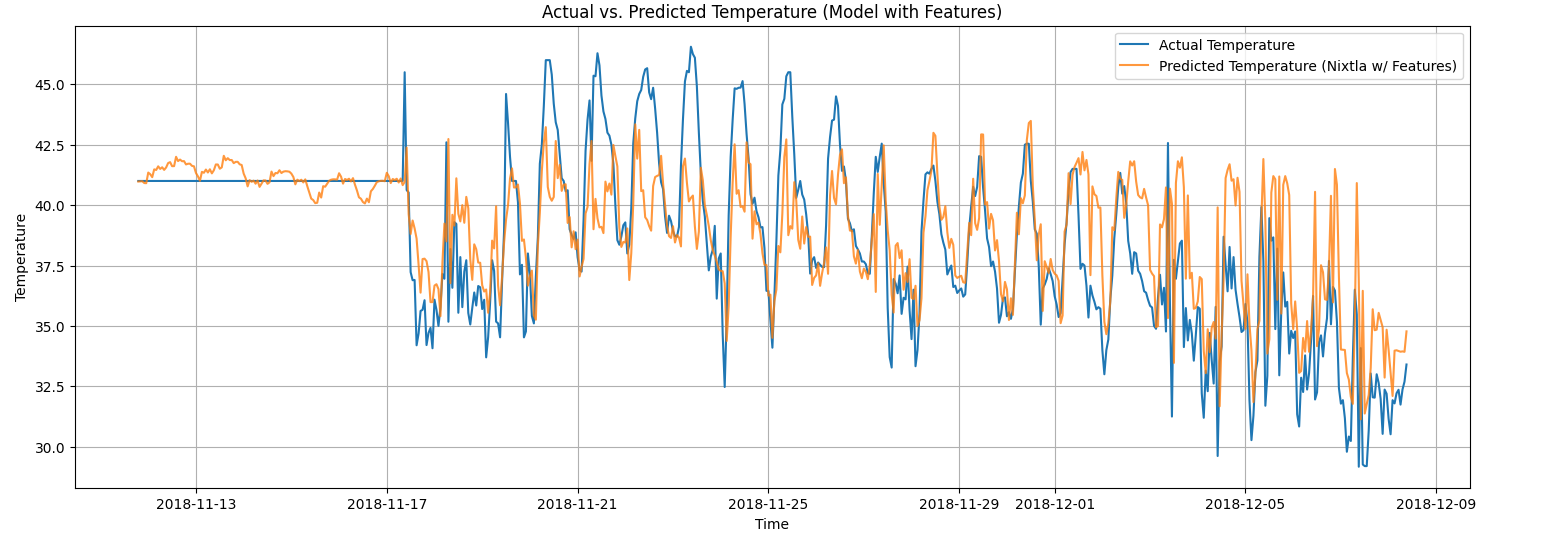 Actual vs. Predicted Temperature (Model with Features)
Actual Temperature
Predicted Temperature (Nixtla w/ Features)
45.0
42.5
40.0
37.5
35.0
32.5
30.0
Temperature
2018-11-13 2018-11-17 2018-11-21 2018-11-25 2018-11-29 2018-12-01 2018-12-05 2018-12-09
Time